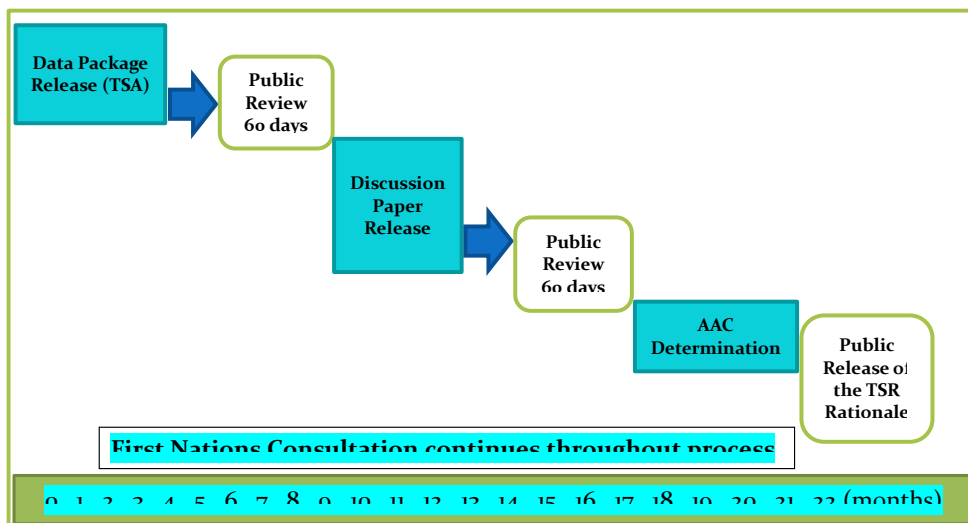 Data Package
Release (TSA)
Public
Review
60 days
Discussion
Paper
Release
Public
Review
60 days
AAC
Determination
Public
Release of
the TSR
Rationale
First Nations Consultation continues throughout process
0 1 2 3 4 5 6 7 8 9 10 11 12 13 14 15 16 17 18 19 20 21 22 (months)